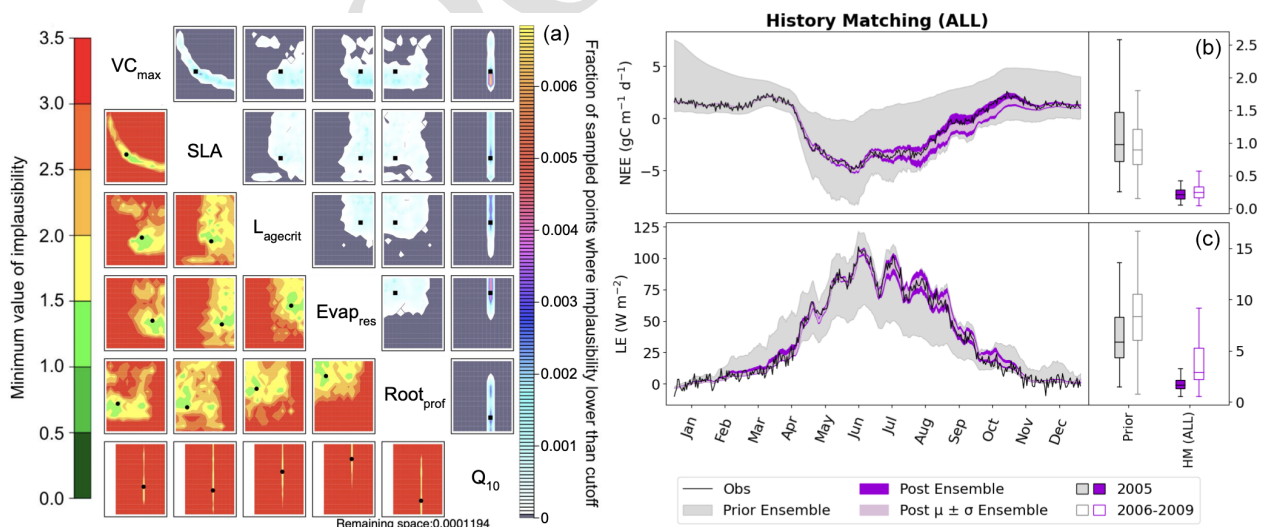 History Matching (ALL)
(a)
(b)
(c)
3.5
3.0
2.5
2.0
1.5
1.0
0.5
0.0
Minimum value of implausibility
VCmax
SLA
Lagecrit
Evapres
Rootprof
Q10
Remaining space:0.0001194
0.006
0.005
0.004
0.003
0.002
0.001
0
Fraction of sampled points where implausibility lower than cutoff
NEE (gC m−1 d−1)
5
0
−5
2.5
2.0
1.5
1.0
0.5
0.0
LE (W m−2)
125
100
75
50
25
0
15
10
5
0
Jan
Feb
Mar
Apr
May
Jun
Jul
Aug
Sep
Oct
Nov
Dec
Prior
HM (ALL)
Obs
Prior Ensemble
Post Ensemble
Post μ ± σ Ensemble
2005
2006-2009